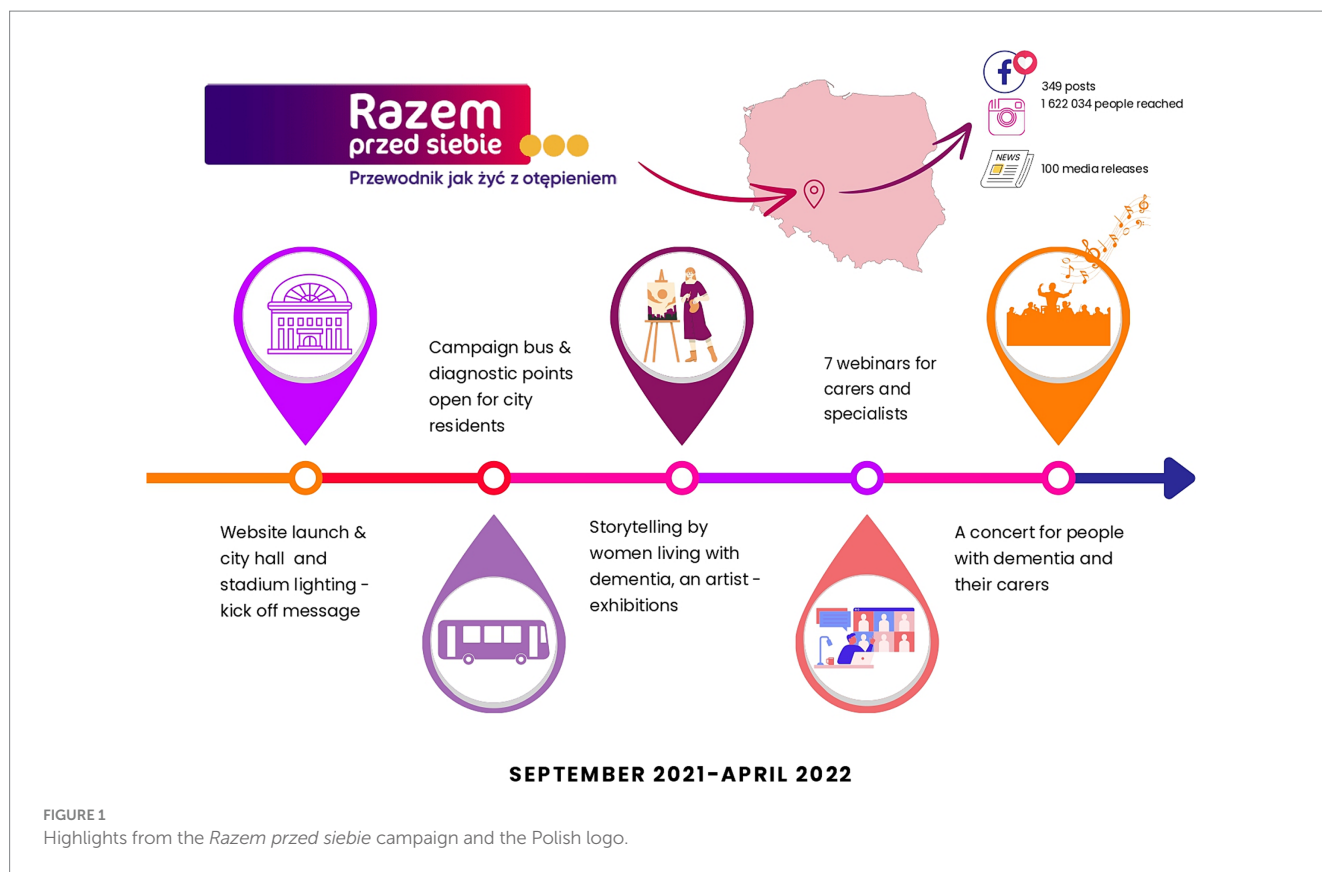 Razem
przed siebie
Przewodnik jak żyć z otępieniem
349 posts
1 622 034 people reached
NEWS
100 media releases
Campaign bus &
diagnostic points
open for city
residents
7 webinars for
carers and
specialists
Website launch &
city hall and
stadium lighting -
kick off message
Storytelling by
women living with
dementia, an artist -
exhibitions
A concert for people
with dementia and
their carers
SEPTEMBER 2021-APRIL 2022
FIGURE 1
Highlights from the Razem przed siebie campaign and the Polish logo.